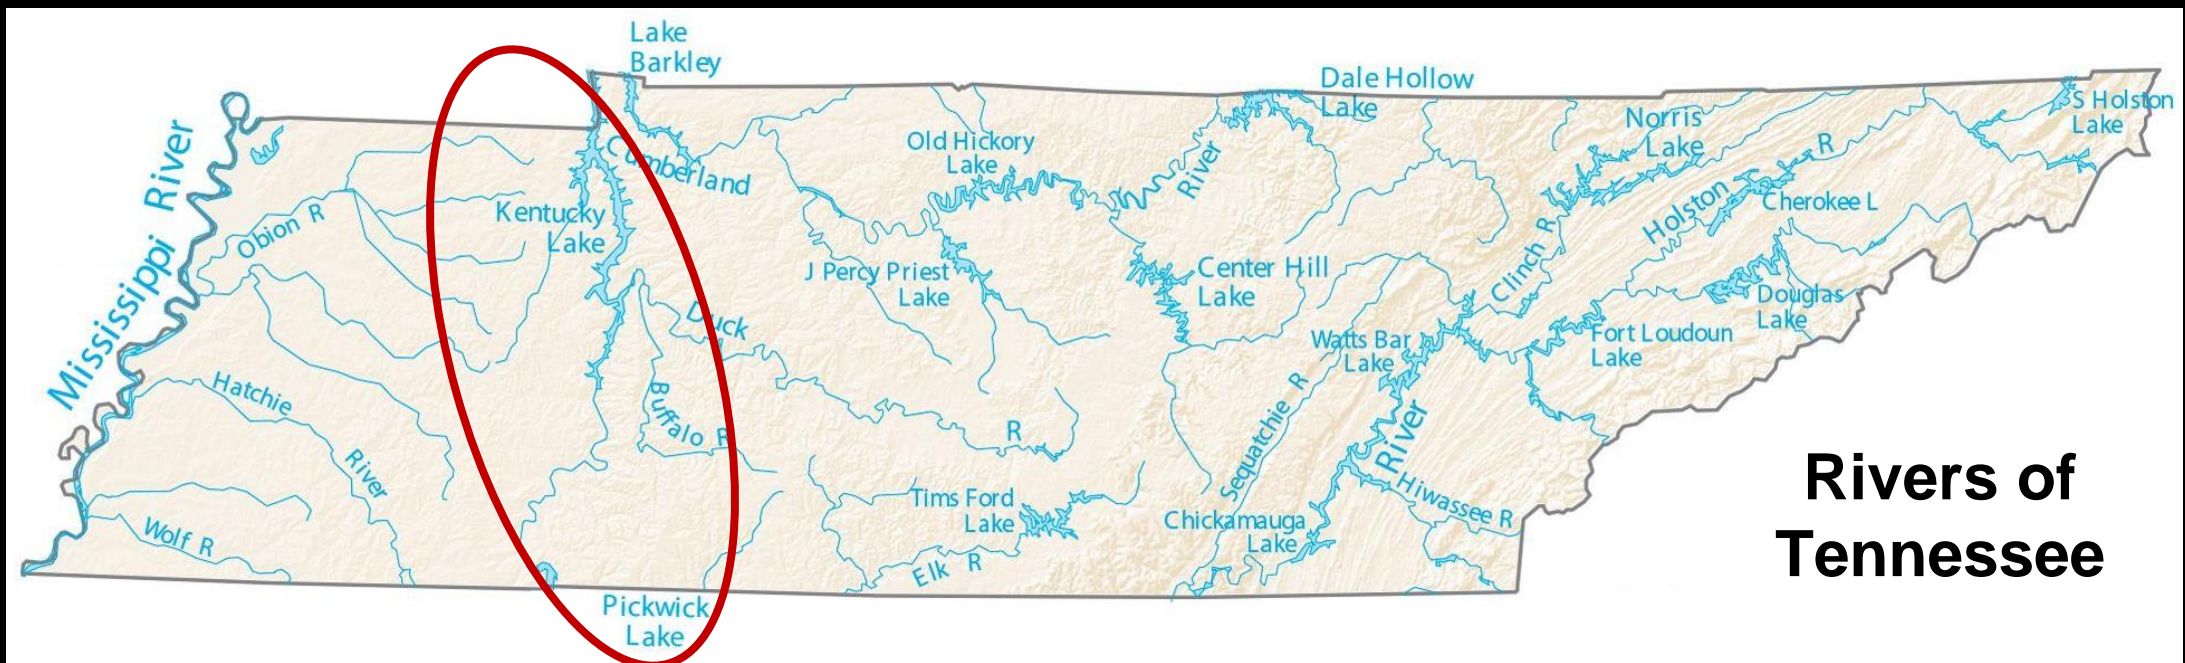 Lake
Barkley
Dale Hollow
Lake
S Holston
Lake
Norris
Lake
Mississippi River
Old Hickory
Lake
Cumberland
River
R
Holston
Cherokee L
Kentucky
Lake
Obion R
Clinch R
J Percy Priest
Lake
Center Hill
Lake
Douglas
Lake
Duck
R
Watts Bar
Lake
Fort Loudoun
Lake
Hatchie
River
Buffalo R
Sequatchie R
River
Hiwassee R
Tims Ford
Lake
Chickamauga
Lake
Wolf R
Elk R
Pickwick
Lake
Rivers of
Tennessee